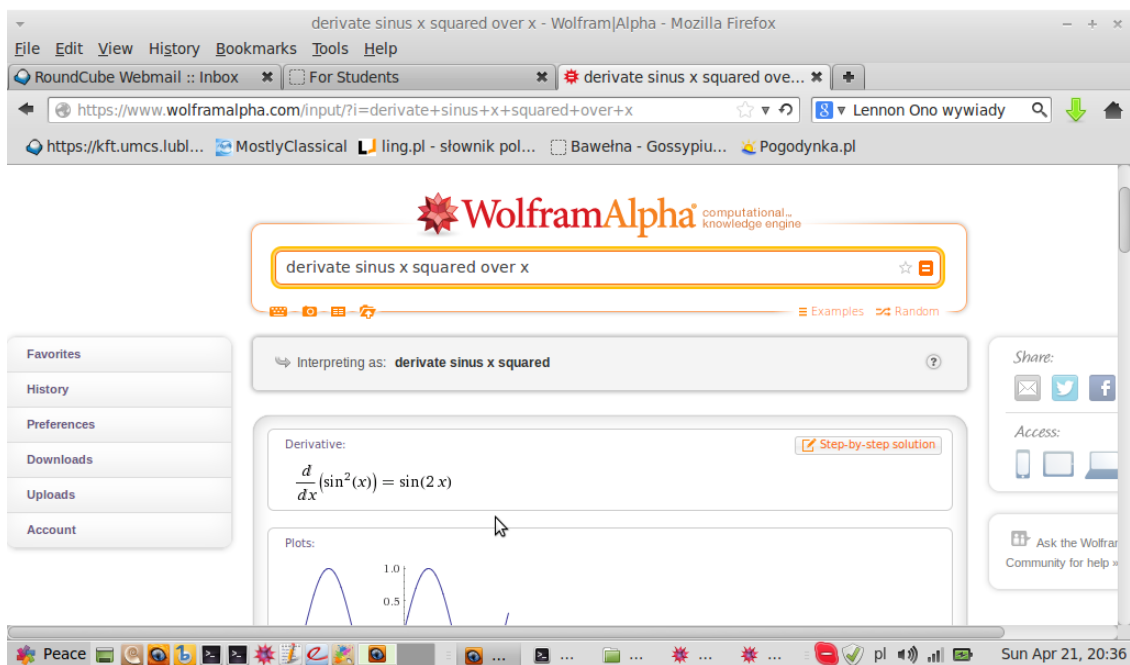 derivate sinus x squared over x - Wolfram|Alpha - Mozilla Firefox
File Edit View History Bookmarks Tools Help
RoundCube Webmail :: Inbox For Students derivate sinus x squared ove...
https://www.wolframalpha.com/input/?i=derivate+sinus+x+squared+over+x Lennon Ono wywiady
https://kft.umcs.lubl... MostlyClassical ling.pl - słownik pol... Bawełna - Gossypiu... Pogodynka.pl
WolframAlpha computational...
knowledge engine
derivate sinus x squared over x
Examples Random
Favorites
History
Preferences
Downloads
Uploads
Account
Interpreting as: derivate sinus x squared
Derivative: Step-by-step solution
d/dx (sin²(x)) = sin(2 x)
Plots:
1.0
0.5
Share:
Access:
Ask the Wolfram
Community for help »
Peace ... ... ... ... ... pl Sun Apr 21, 20:36